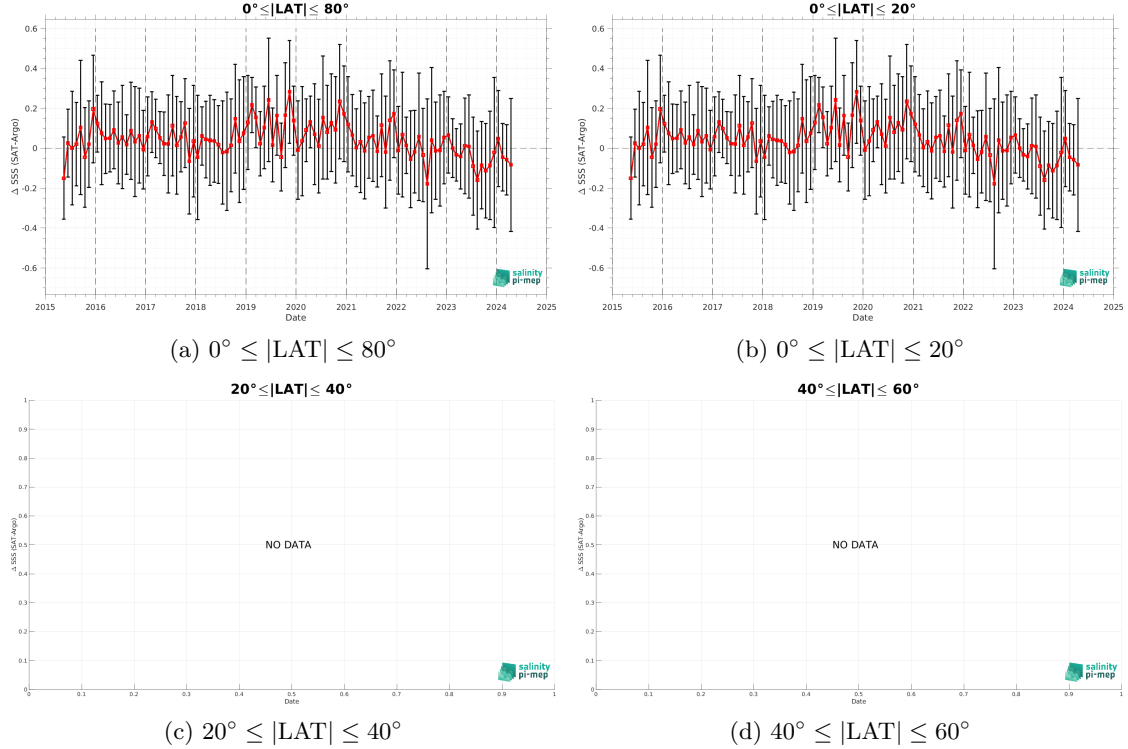 0°≤|LAT|≤ 80°
0.6
0.4
0.2
0
-0.2
-0.4
-0.6
Δ SSS (SAT-Argo)
2015 2016 2017 2018 2019 2020 2021 2022 2023 2024 2025
Date
salinity
pi-mep
(a) 0° ≤ |LAT| ≤ 80°
0°≤|LAT|≤ 20°
0.6
0.4
0.2
0
-0.2
-0.4
-0.6
Δ SSS (SAT-Argo)
2015 2016 2017 2018 2019 2020 2021 2022 2023 2024 2025
Date
salinity
pi-mep
(b) 0° ≤ |LAT| ≤ 20°
20°≤|LAT|≤ 40°
1
0.9
0.8
0.7
0.6
0.5
0.4
0.3
0.2
0.1
0
Δ SSS (SAT-Argo)
NO DATA
0 0.1 0.2 0.3 0.4 0.5 0.6 0.7 0.8 0.9 1
Date
salinity
pi-mep
(c) 20° ≤ |LAT| ≤ 40°
40°≤|LAT|≤ 60°
1
0.9
0.8
0.7
0.6
0.5
0.4
0.3
0.2
0.1
0
Δ SSS (SAT-Argo)
NO DATA
0 0.1 0.2 0.3 0.4 0.5 0.6 0.7 0.8 0.9 1
Date
salinity
pi-mep
(d) 40° ≤ |LAT| ≤ 60°